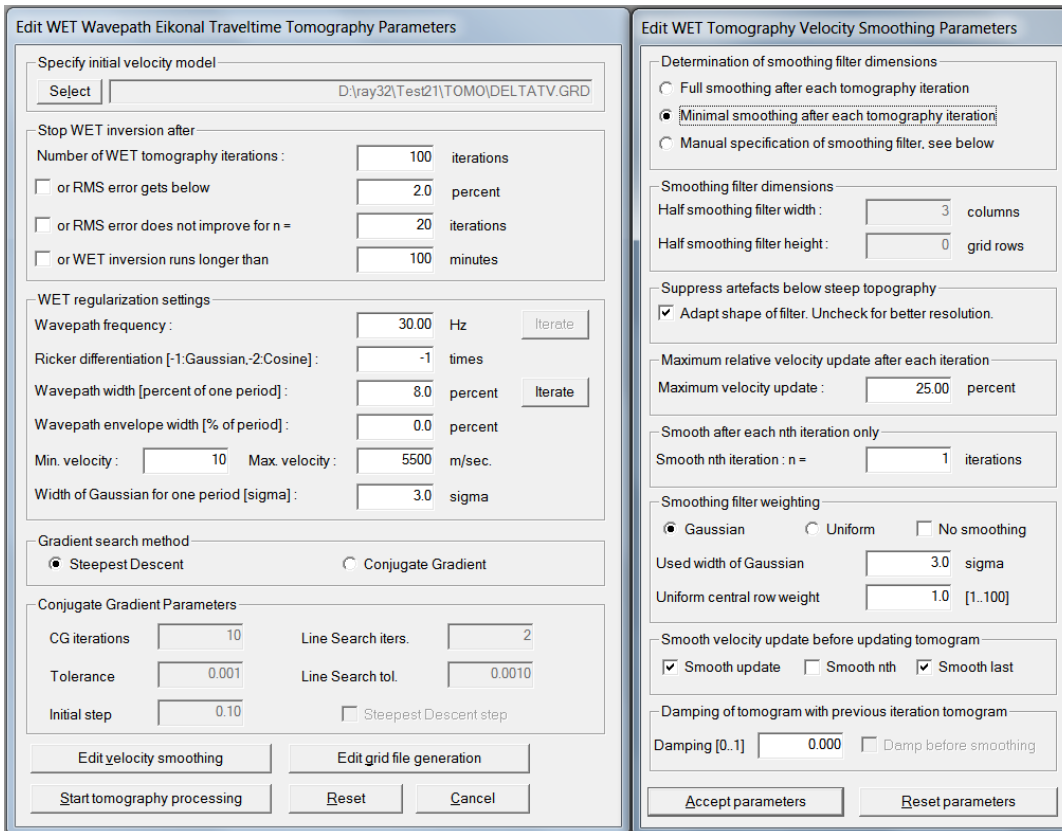 Edit WET Wavepath Eikonal Traveltime Tomography Parameters
Specify initial velocity model
Select D:\ray32\Test21\TOMO\DELTATV.GRD
Stop WET inversion after
Number of WET tomography iterations : 100 iterations
or RMS error gets below 2.0 percent
or RMS error does not improve for n = 20 iterations
or WET inversion runs longer than 100 minutes
WET regularization settings
Wavepath frequency : 30.00 Hz Iterate
Ricker differentiation [-1:Gaussian,-2:Cosine] : -1 times
Wavepath width [percent of one period] : 8.0 percent Iterate
Wavepath envelope width [% of period] : 0.0 percent
Min. velocity : 10 Max. velocity : 5500 m/sec.
Width of Gaussian for one period [sigma] : 3.0 sigma
Gradient search method
Steepest Descent Conjugate Gradient
Conjugate Gradient Parameters
CG iterations 10 Line Search iters. 2
Tolerance 0.001 Line Search tol. 0.0010
Initial step 0.10 Steepest Descent step
Edit velocity smoothing Edit grid file generation
Start tomography processing Reset Cancel
Edit WET Tomography Velocity Smoothing Parameters
Determination of smoothing filter dimensions
Full smoothing after each tomography iteration
Minimal smoothing after each tomography iteration
Manual specification of smoothing filter, see below
Smoothing filter dimensions
Half smoothing filter width : 3 columns
Half smoothing filter height : 0 grid rows
Suppress artefacts below steep topography
Adapt shape of filter. Uncheck for better resolution.
Maximum relative velocity update after each iteration
Maximum velocity update : 25.00 percent
Smooth after each nth iteration only
Smooth nth iteration : n = 1 iterations
Smoothing filter weighting
Gaussian Uniform No smoothing
Used width of Gaussian 3.0 sigma
Uniform central row weight 1.0 [1..100]
Smooth velocity update before updating tomogram
Smooth update Smooth nth Smooth last
Damping of tomogram with previous iteration tomogram
Damping [0..1] 0.000 Damp before smoothing
Accept parameters Reset parameters